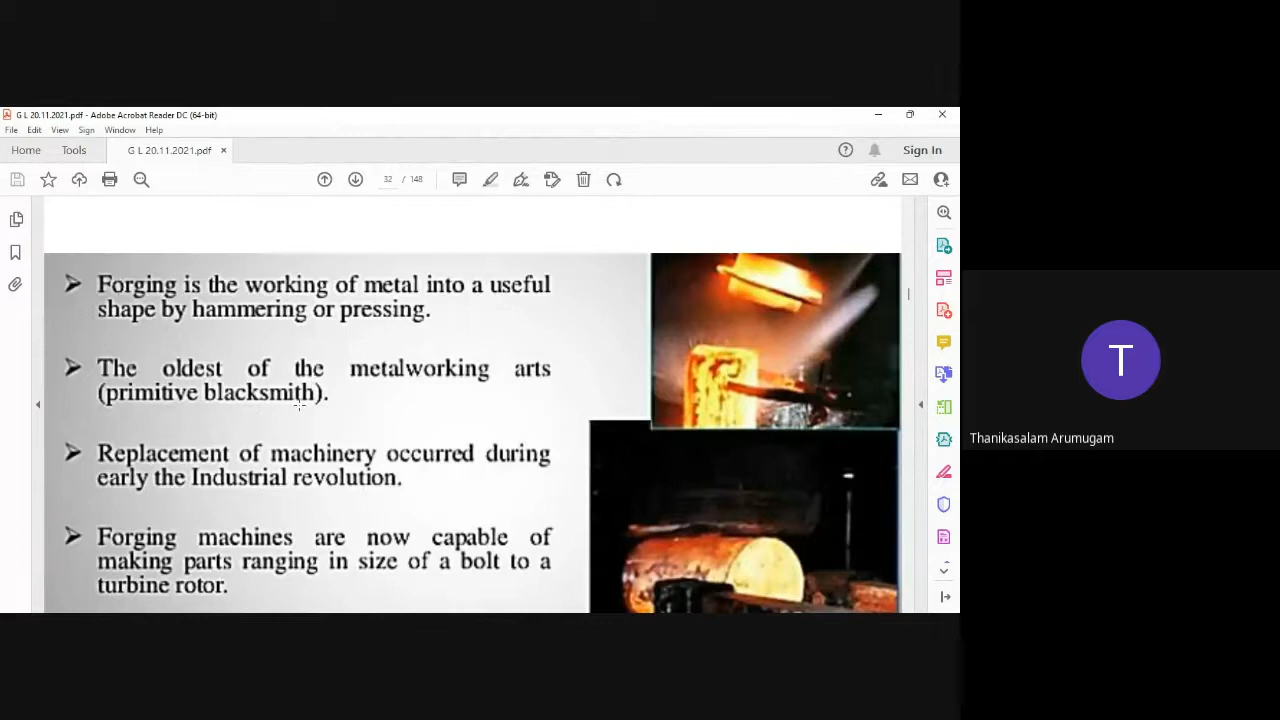 G L 20.11.2021.pdf - Adobe Acrobat Reader DC (64-bit)
File Edit View Sign Window Help
Home Tools G L 20.11.2021.pdf × Sign In
32 / 148
➢ Forging is the working of metal into a useful
shape by hammering or pressing.
➢ The oldest of the metalworking arts
(primitive blacksmith).
➢ Replacement of machinery occurred during
early the Industrial revolution.
➢ Forging machines are now capable of
making parts ranging in size of a bolt to a
turbine rotor.
T
Thanikasalam Arumugam